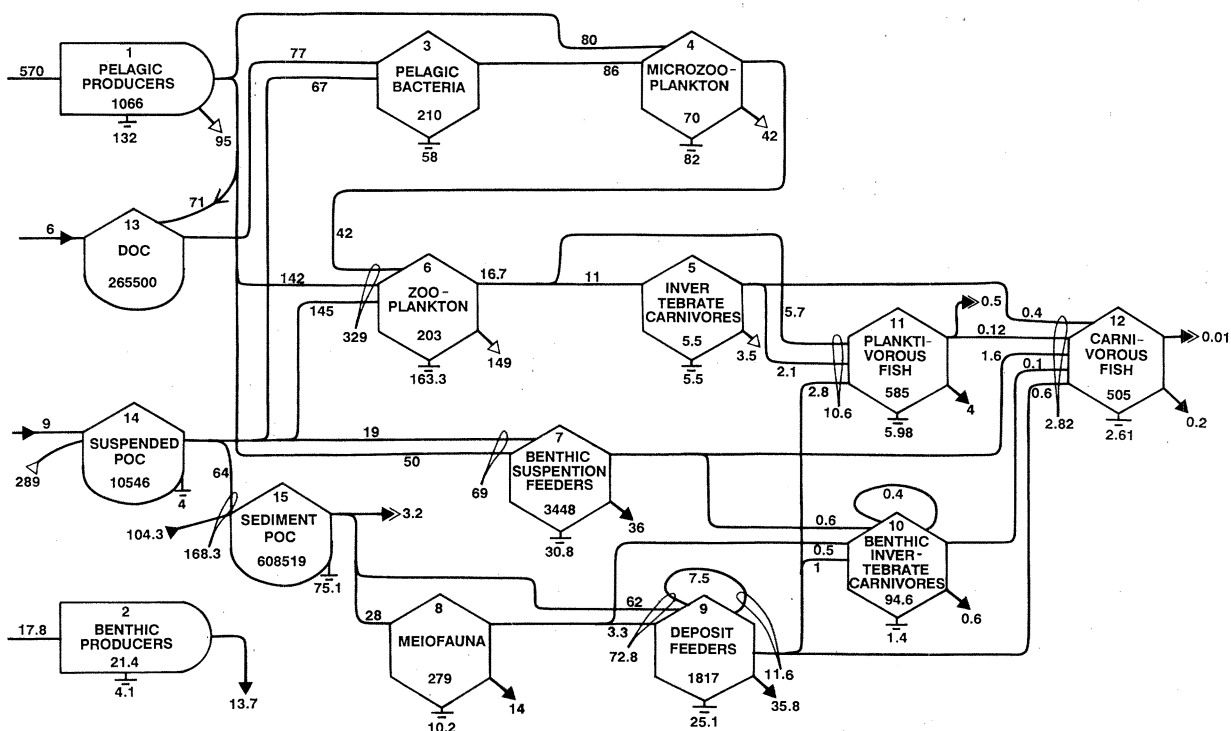 1
PELAGIC
PRODUCERS
1066
570
132
95
77
67
3
PELAGIC
BACTERIA
210
58
80
86
4
MICROZOO-
PLANKTON
70
42
82
71
6
13
DOC
265500
42
142
145
329
6
ZOO-
PLANKTON
203
163.3
149
16.7
11
5
INVER
TEBRATE
CARNIVORES
5.5
5.5
3.5
5.7
2.1
2.8
10.6
11
PLANKTI-
VOROUS
FISH
585
5.98
4
0.5
0.4
0.12
1.6
0.1
0.6
2.82
12
CARNI-
VOROUS
FISH
505
2.61
0.01
0.2
9
289
14
SUSPENDED
POC
10546
4
19
50
64
69
7
BENTHIC
SUSPENTION
FEEDERS
3448
30.8
36
104.3
168.3
15
SEDIMENT
POC
608519
75.1
3.2
0.4
0.6
0.5
1
10
BENTHIC
INVER-
TEBRATE
CARNIVORES
94.6
1.4
0.6
17.8
2
BENTHIC
PRODUCERS
21.4
4.1
13.7
28
8
MEIOFAUNA
279
10.2
14
62
3.3
72.8
7.5
9
DEPOSIT
FEEDERS
1817
25.1
11.6
35.8